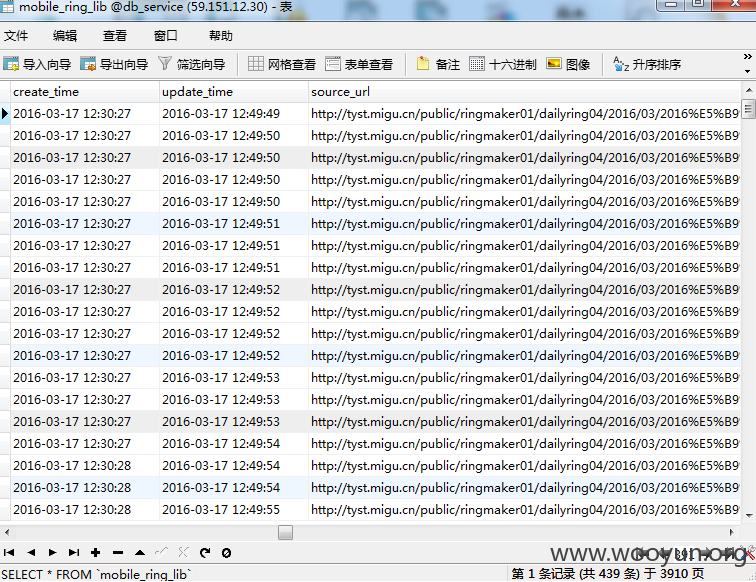 mobile_ring_lib @db_service (59.151.12.30) - 表
文件 编辑 查看 窗口 帮助
导入向导 导出向导 筛选向导 网格查看 表单查看 备注 十六进制 图像 升序排序 »
create_time update_time source_url
2016-03-17 12:30:27 2016-03-17 12:49:49 http://tyst.migu.cn/public/ringmaker01/dailyring04/2016/03/2016%E5%B9
2016-03-17 12:30:27 2016-03-17 12:49:50 http://tyst.migu.cn/public/ringmaker01/dailyring04/2016/03/2016%E5%B9
2016-03-17 12:30:27 2016-03-17 12:49:50 http://tyst.migu.cn/public/ringmaker01/dailyring04/2016/03/2016%E5%B9
2016-03-17 12:30:27 2016-03-17 12:49:50 http://tyst.migu.cn/public/ringmaker01/dailyring04/2016/03/2016%E5%B9
2016-03-17 12:30:27 2016-03-17 12:49:50 http://tyst.migu.cn/public/ringmaker01/dailyring04/2016/03/2016%E5%B9
2016-03-17 12:30:27 2016-03-17 12:49:51 http://tyst.migu.cn/public/ringmaker01/dailyring04/2016/03/2016%E5%B9
2016-03-17 12:30:27 2016-03-17 12:49:51 http://tyst.migu.cn/public/ringmaker01/dailyring04/2016/03/2016%E5%B9
2016-03-17 12:30:27 2016-03-17 12:49:51 http://tyst.migu.cn/public/ringmaker01/dailyring04/2016/03/2016%E5%B9
2016-03-17 12:30:27 2016-03-17 12:49:52 http://tyst.migu.cn/public/ringmaker01/dailyring04/2016/03/2016%E5%B9
2016-03-17 12:30:27 2016-03-17 12:49:52 http://tyst.migu.cn/public/ringmaker01/dailyring04/2016/03/2016%E5%B9
2016-03-17 12:30:27 2016-03-17 12:49:52 http://tyst.migu.cn/public/ringmaker01/dailyring04/2016/03/2016%E5%B9
2016-03-17 12:30:27 2016-03-17 12:49:52 http://tyst.migu.cn/public/ringmaker01/dailyring04/2016/03/2016%E5%B9
2016-03-17 12:30:27 2016-03-17 12:49:53 http://tyst.migu.cn/public/ringmaker01/dailyring04/2016/03/2016%E5%B9
2016-03-17 12:30:27 2016-03-17 12:49:53 http://tyst.migu.cn/public/ringmaker01/dailyring04/2016/03/2016%E5%B9
2016-03-17 12:30:27 2016-03-17 12:49:53 http://tyst.migu.cn/public/ringmaker01/dailyring04/2016/03/2016%E5%B9
2016-03-17 12:30:27 2016-03-17 12:49:54 http://tyst.migu.cn/public/ringmaker01/dailyring04/2016/03/2016%E5%B9
2016-03-17 12:30:28 2016-03-17 12:49:54 http://tyst.migu.cn/public/ringmaker01/dailyring04/2016/03/2016%E5%B9
2016-03-17 12:30:28 2016-03-17 12:49:54 http://tyst.migu.cn/public/ringmaker01/dailyring04/2016/03/2016%E5%B9
2016-03-17 12:30:28 2016-03-17 12:49:55 http://tyst.migu.cn/public/ringmaker01/dailyring04/2016/03/2016%E5%B9
www.wooyun.org
SELECT * FROM `mobile_ring_lib` 第 1 条记录 (共 439 条) 于 3910 页